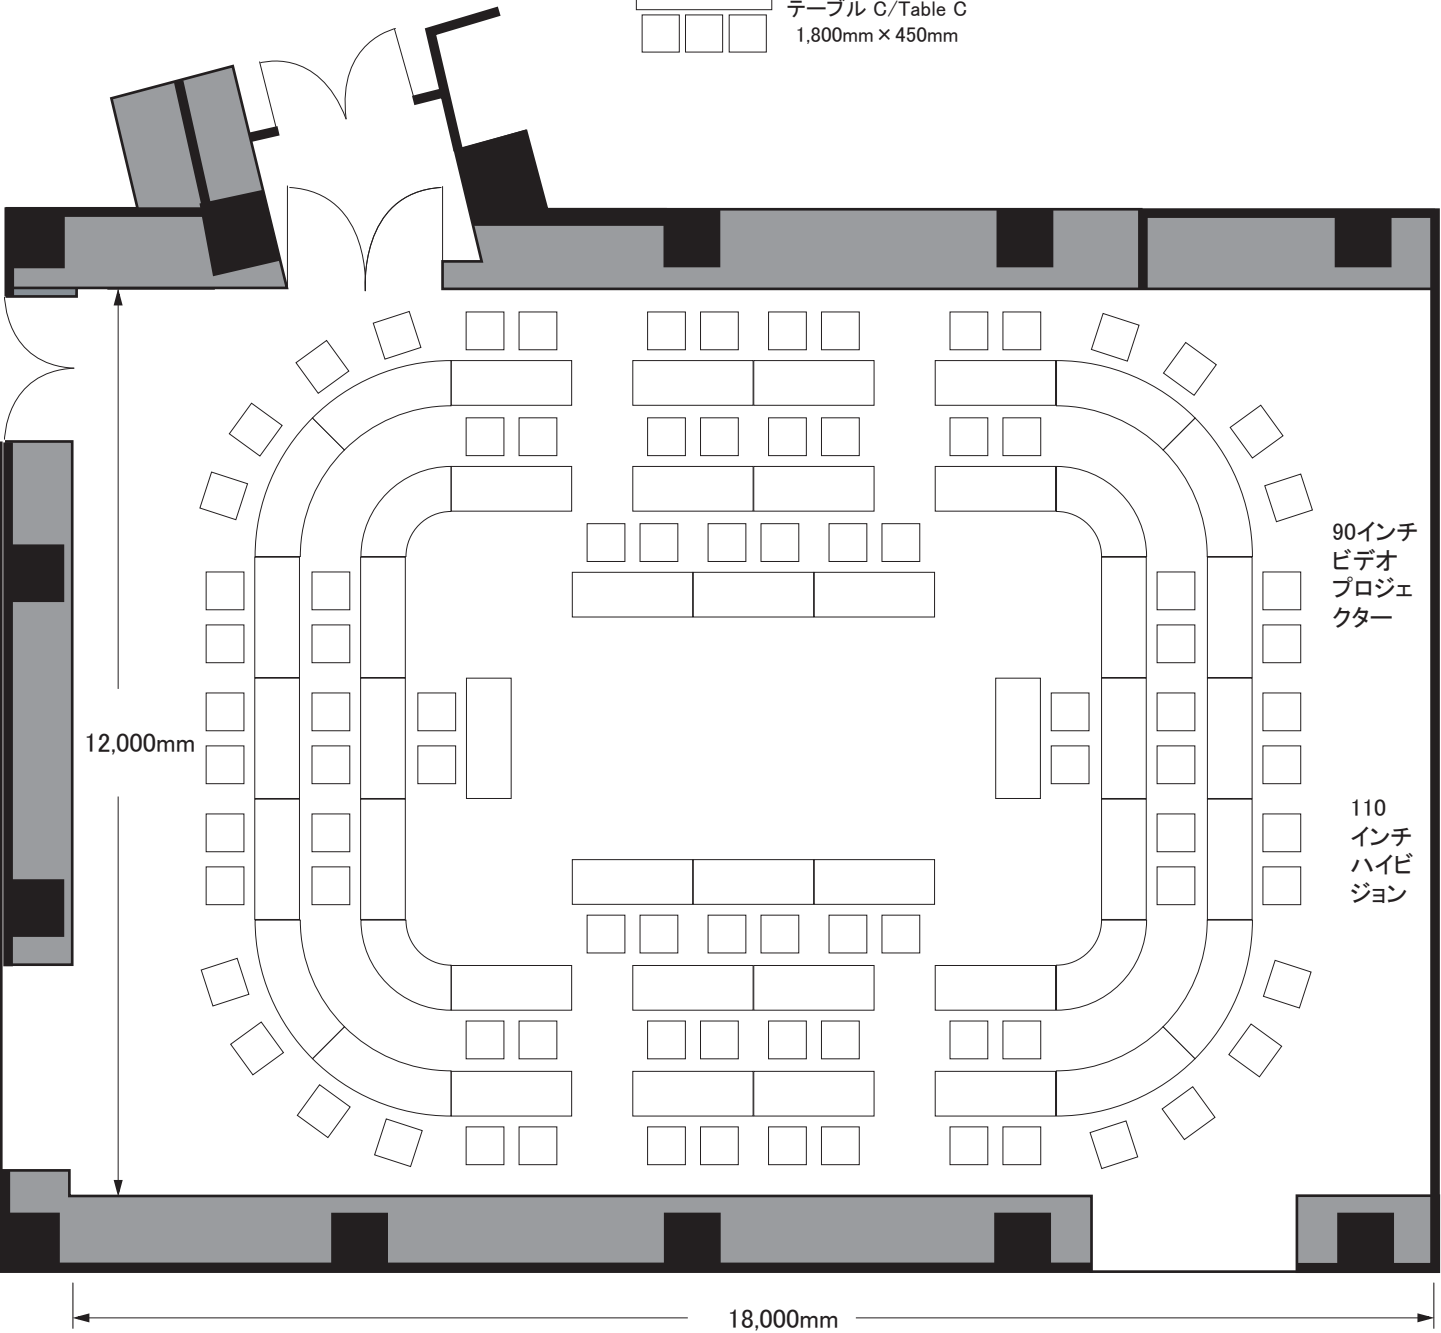 テーブル C/Table C
1,800mm×450mm
90インチ
ビデオ
プロジェ
クター
12,000mm
110
インチ
ハイビ
ジョン
18,000mm